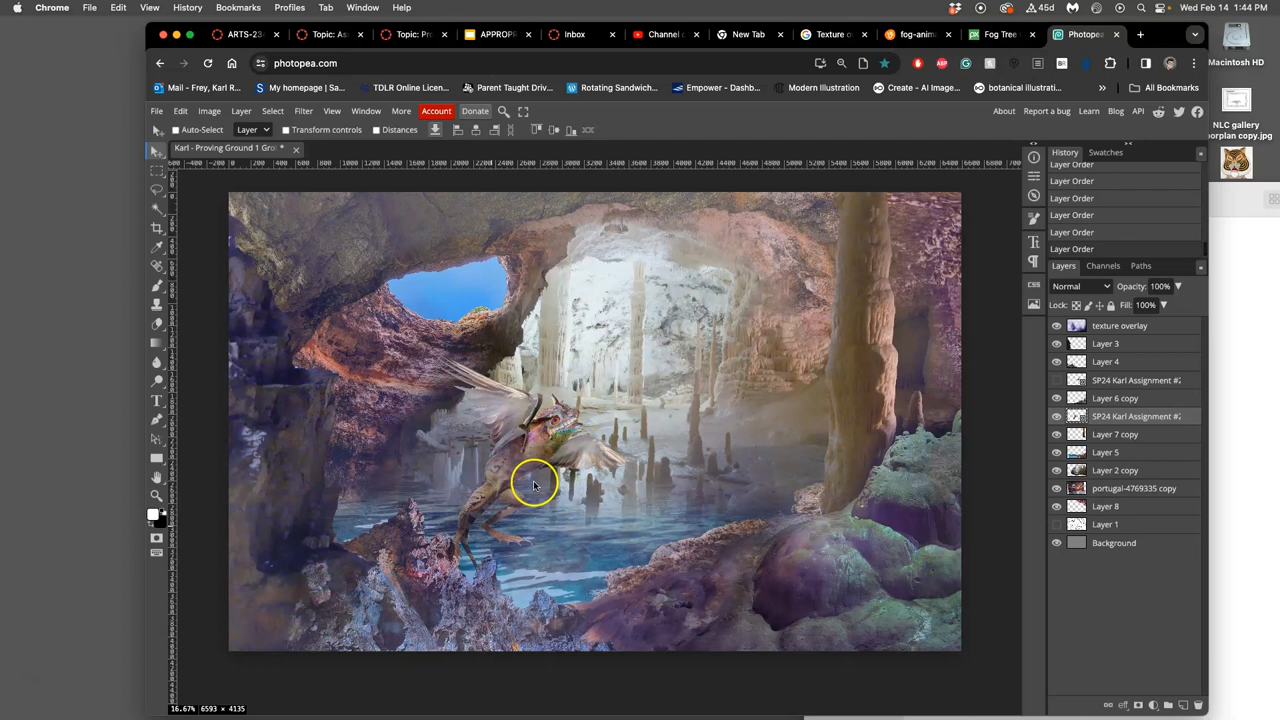 Chrome File Edit View History Bookmarks Profiles Tab Window Help 45d Wed Feb 14 1:44 PM
ARTS-23 Topic: As Topic: Pr APPROP Inbox Channel New Tab Texture o fog-anima Fog Tree Photopea
photopea.com
Mail - Frey, Karl R... My homepage | Sa... TDLR Online Licen... Parent Taught Driv... Rotating Sandwich... Empower - Dashb... Modern Illustration Create - AI Image... botanical illustrati... All Bookmarks
Macintosh HD
File Edit Image Layer Select Filter View Window More Account Donate About Report a bug Learn Blog API
Auto-Select Layer Transform controls Distances
NLC gallery
orplan copy.jpg
Karl - Proving Ground 1 Gro *
History Swatches
Layer Order
Layer Order
Layer Order
Layer Order
Layer Order
Layer Order
Layers Channels Paths
Normal Opacity: 100%
Lock: Fill: 100%
texture overlay
Layer 3
Layer 4
SP24 Karl Assignment #2
Layer 6 copy
SP24 Karl Assignment #2
Layer 7 copy
Layer 5
Layer 2 copy
portugal-4769335 copy
Layer 8
Layer 1
Background
eff
16.67% 6593 × 4135